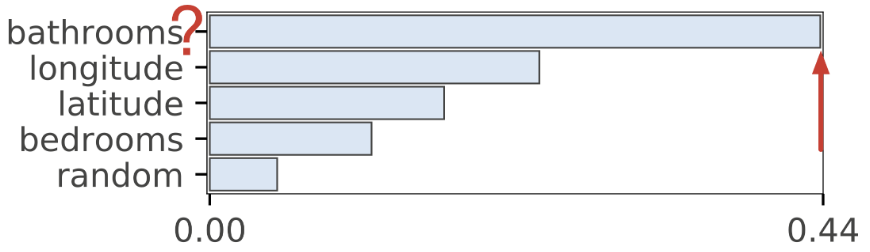 bathrooms?
longitude
latitude
bedrooms
random
0.00 0.44